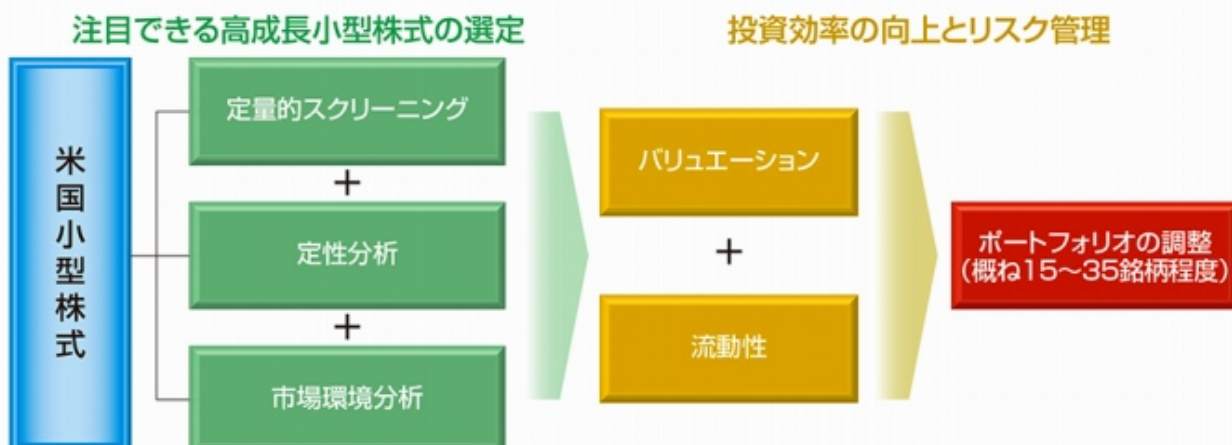 注目できる高成長小型株式の選定
投資効率の向上とリスク管理
米国小型株式
定量的スクリーニング
+
定性分析
+
市場環境分析
バリュエーション
+
流動性
ポートフォリオの調整
(概ね15〜35銘柄程度)